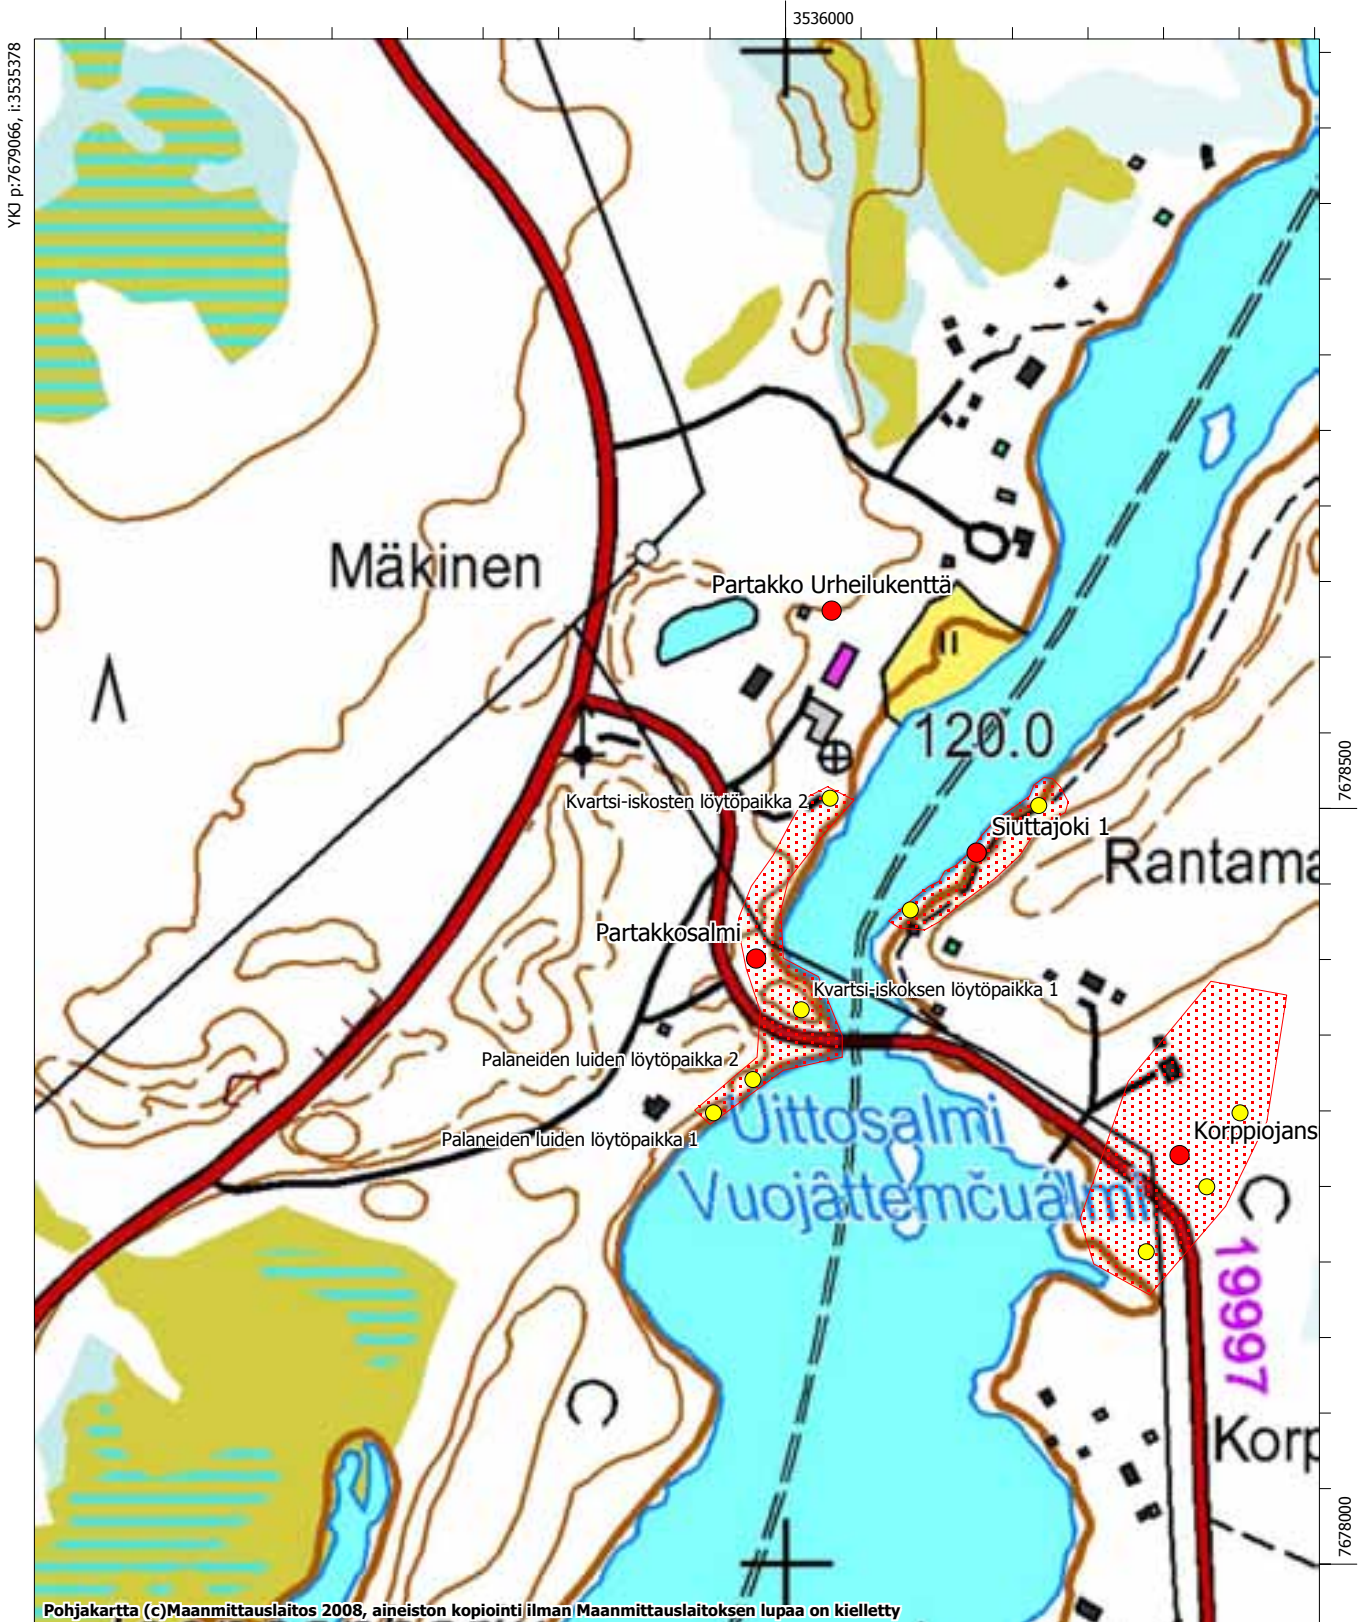 3536000
YKJ p:7679066, i:3535378
Mäkinen
Partakko Urheilukenttä
120.0
7678500
Kvartsi-iskosten löytöpaikka 2
Siuttajoki 1
Rantama
Partakkosalmi
Kvartsi-iskoksen löytöpaikka 1
Palaneiden luiden löytöpaikka 2
Palaneiden luiden löytöpaikka 1
Uittosalmi
Korppiojans
Vuojâttemčuálmi
19997
Korp
7678000
Pohjakartta (c)Maanmittauslaitos 2008, aineiston kopiointi ilman Maanmittauslaitoksen lupaa on kielletty